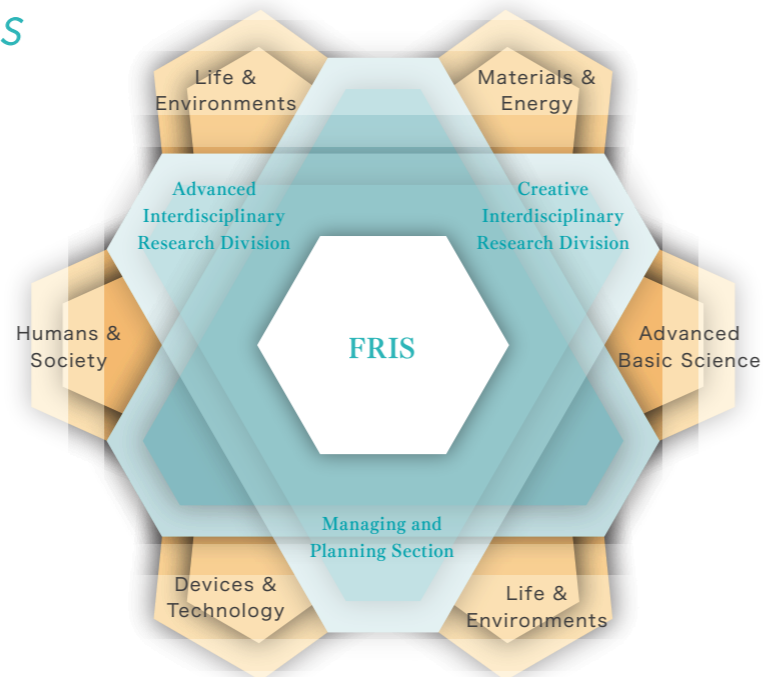 s
Life &
Environments
Materials &
Energy
Advanced
Interdisciplinary
Research Division
Creative
Interdisciplinary
Research Division
Humans &
Society
FRIS
Advanced
Basic Science
Managing and
Planning Section
Devices &
Technology
Life &
Environments